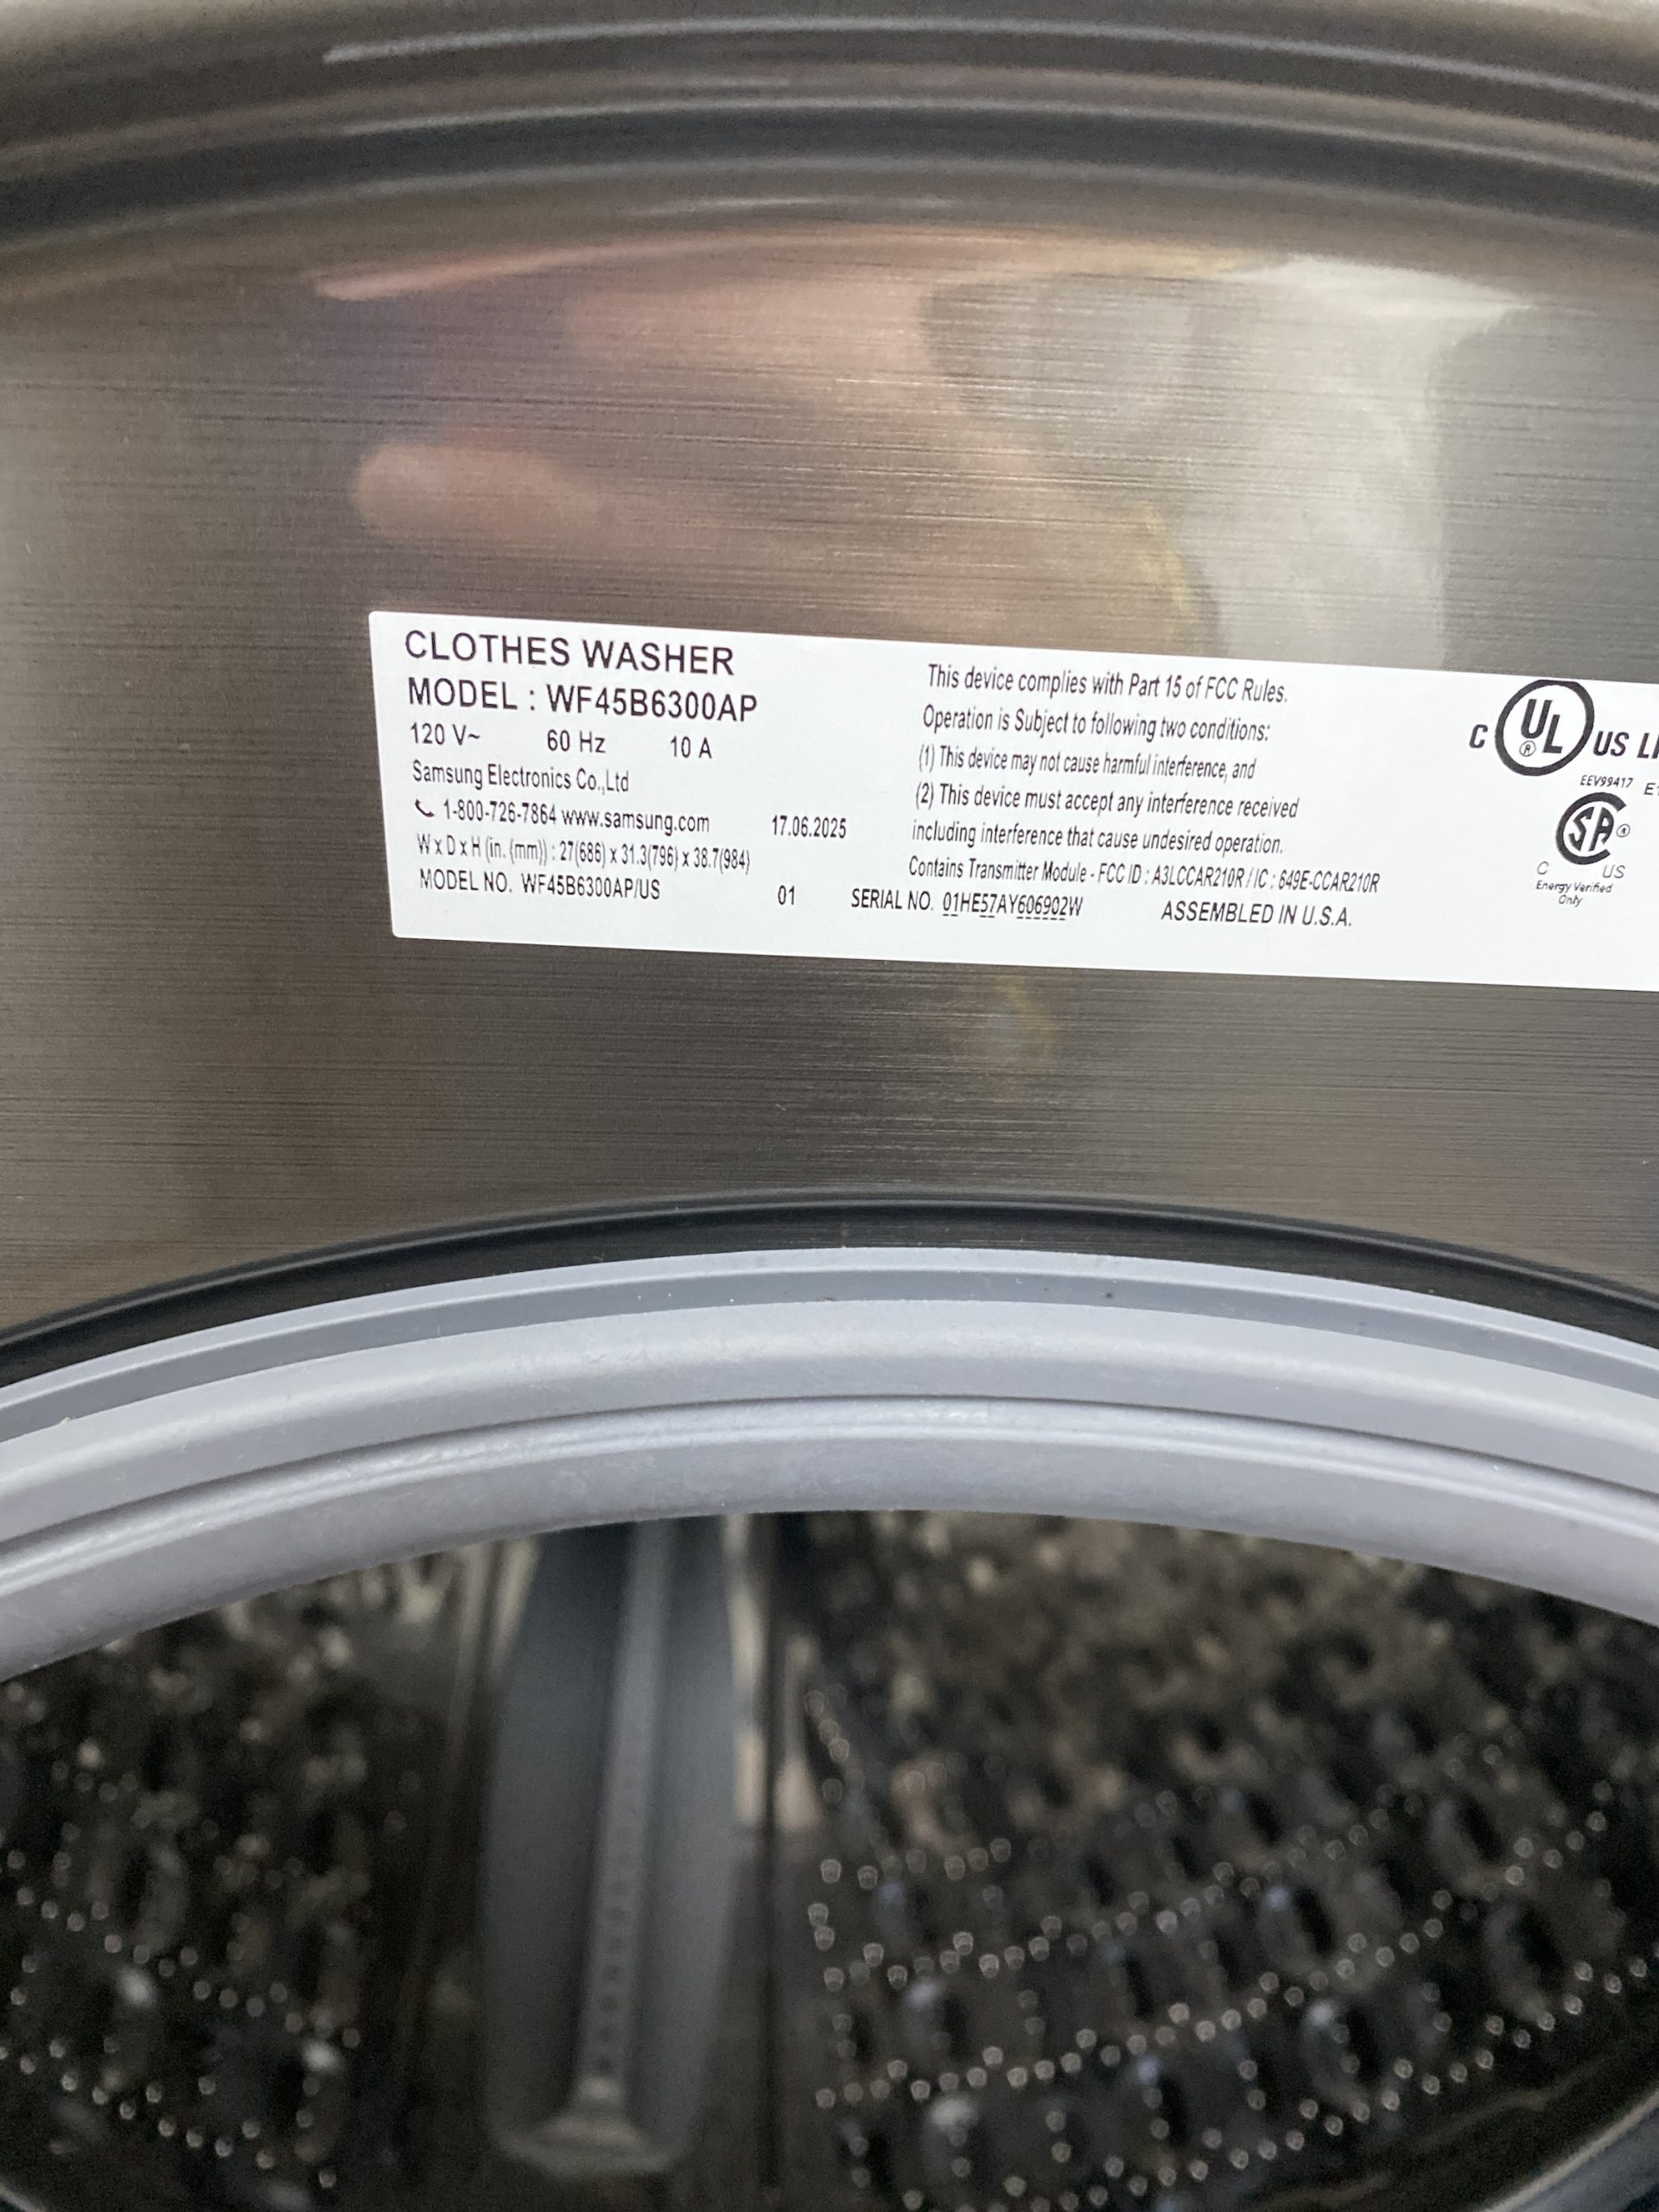 CLOTHES WASHER
MODEL : WF45B6300AP
120 V~ 60 Hz 10 A
Samsung Electronics Co.,Ltd
1-800-726-7864 www.samsung.com 17.06.2025
W x D x H (in. (mm)) : 27(686) x 31.3(796) x 38.7(984)
MODEL NO. WF45B6300AP/US 01 SERIAL NO. 01HE57AY606902W ASSEMBLED IN U.S.A.
This device complies with Part 15 of FCC Rules.
Operation is Subject to following two conditions:
(1) This device may not cause harmful interference, and
(2) This device must accept any interference received
including interference that cause undesired operation.
Contains Transmitter Module - FCC ID : A3LCCAR210R / IC : 649E-CCAR210R
C UL ® US
EEV99417
SA ®
C US
Energy Verified
Only